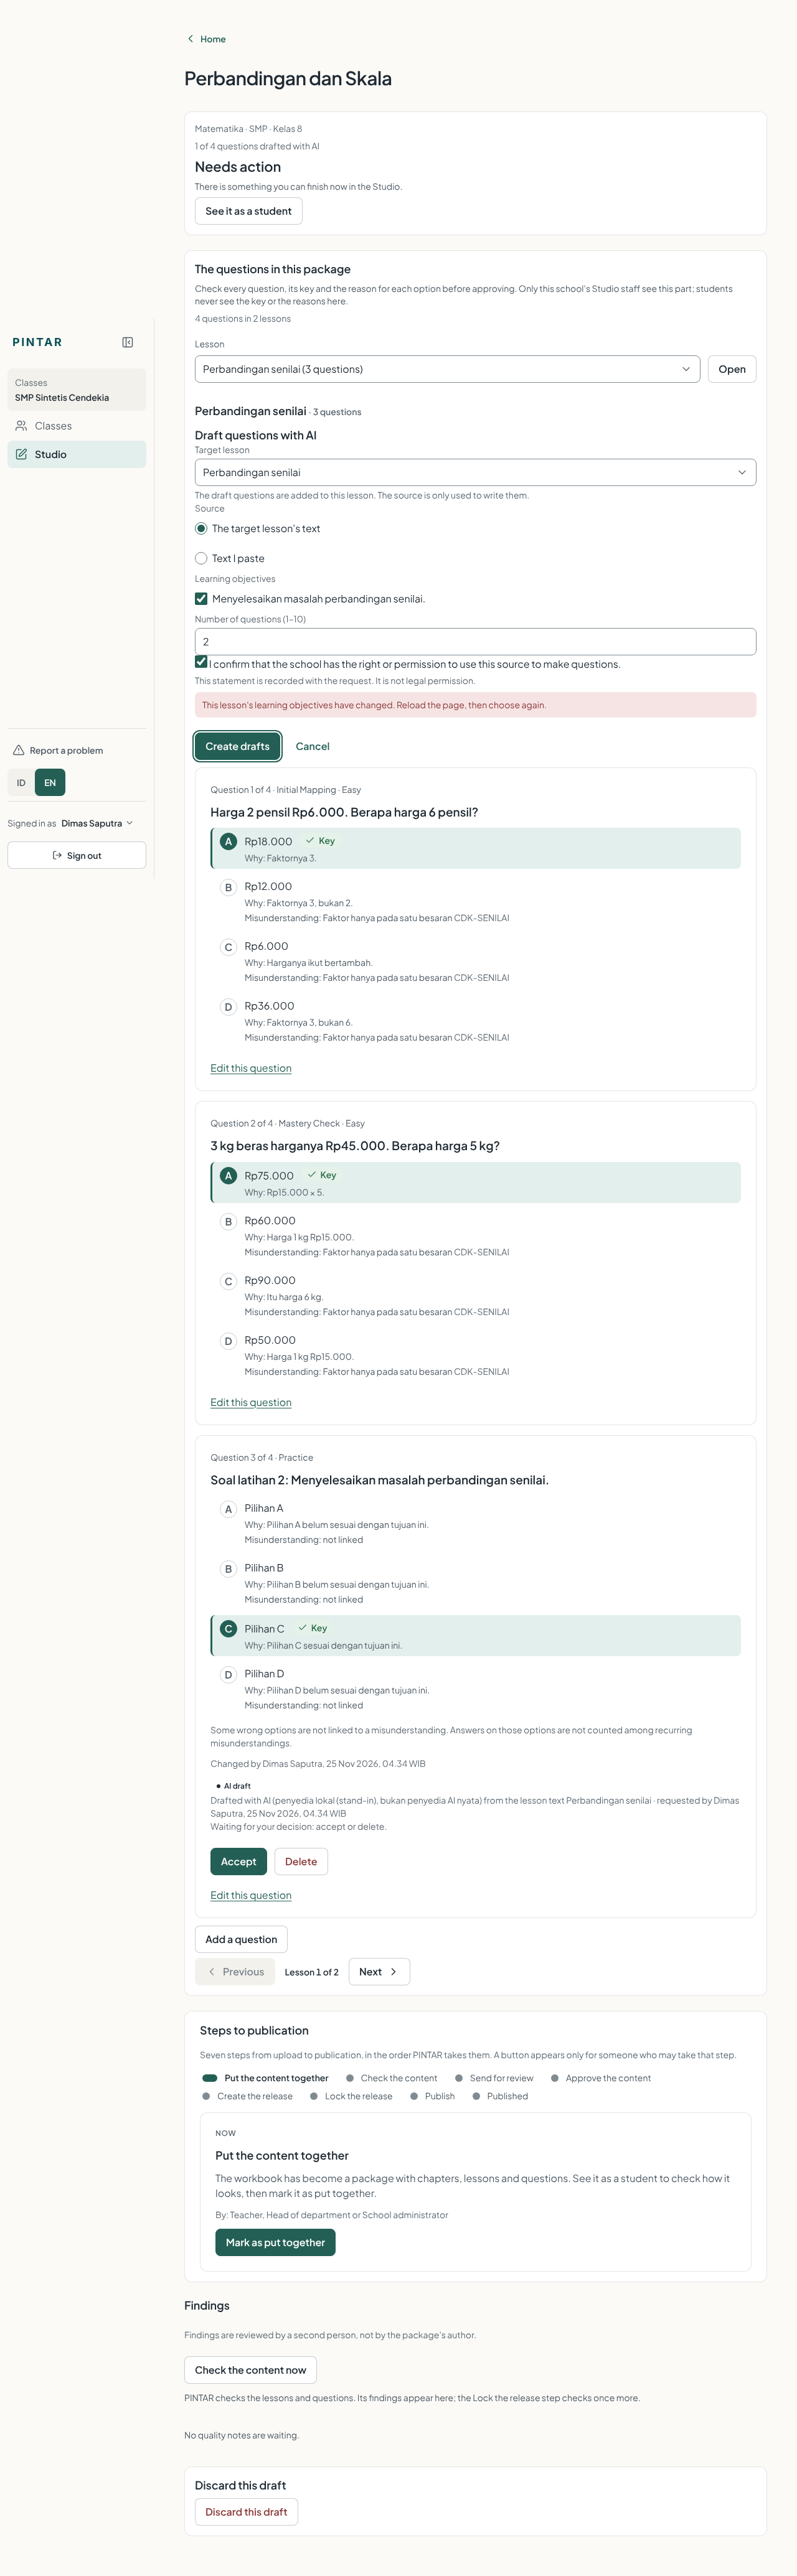 Home
Perbandingan dan Skala
Matematika · SMP · Kelas 8
1 of 4 questions drafted with AI
Needs action
There is something you can finish now in the Studio.
See it as a student
The questions in this package
Check every question, its key and the reason for each option before approving. Only this school's Studio staff see this part; students
never see the key or the reasons here.
4 questions in 2 lessons
Lesson
Perbandingan senilai (3 questions)
Open
Perbandingan senilai · 3 questions
Draft questions with AI
Target lesson
Perbandingan senilai
The draft questions are added to this lesson. The source is only used to write them.
Source
The target lesson's text
Text I paste
Learning objectives
Menyelesaikan masalah perbandingan senilai.
Number of questions (1–10)
2
I confirm that the school has the right or permission to use this source to make questions.
This statement is recorded with the request. It is not legal permission.
This lesson's learning objectives have changed. Reload the page, then choose again.
Create drafts
Cancel
PINTAR
Classes
SMP Sintetis Cendekia
Classes
Studio
Report a problem
ID
EN
Signed in as Dimas Saputra
Sign out
Question 1 of 4 · Initial Mapping · Easy
Harga 2 pensil Rp6.000. Berapa harga 6 pensil?
A Rp18.000 Key
Why: Faktornya 3.
B Rp12.000
Why: Faktornya 3, bukan 2.
Misunderstanding: Faktor hanya pada satu besaran CDK-SENILAI
C Rp6.000
Why: Harganya ikut bertambah.
Misunderstanding: Faktor hanya pada satu besaran CDK-SENILAI
D Rp36.000
Why: Faktornya 3, bukan 6.
Misunderstanding: Faktor hanya pada satu besaran CDK-SENILAI
Edit this question
Question 2 of 4 · Mastery Check · Easy
3 kg beras harganya Rp45.000. Berapa harga 5 kg?
A Rp75.000 Key
Why: Rp15.000 × 5.
B Rp60.000
Why: Harga 1 kg Rp15.000.
Misunderstanding: Faktor hanya pada satu besaran CDK-SENILAI
C Rp90.000
Why: Itu harga 6 kg.
Misunderstanding: Faktor hanya pada satu besaran CDK-SENILAI
D Rp50.000
Why: Harga 1 kg Rp15.000.
Misunderstanding: Faktor hanya pada satu besaran CDK-SENILAI
Edit this question
Question 3 of 4 · Practice
Soal latihan 2: Menyelesaikan masalah perbandingan senilai.
A Pilihan A
Why: Pilihan A belum sesuai dengan tujuan ini.
Misunderstanding: not linked
B Pilihan B
Why: Pilihan B belum sesuai dengan tujuan ini.
Misunderstanding: not linked
C Pilihan C Key
Why: Pilihan C sesuai dengan tujuan ini.
D Pilihan D
Why: Pilihan D belum sesuai dengan tujuan ini.
Misunderstanding: not linked
Some wrong options are not linked to a misunderstanding. Answers on those options are not counted among recurring
misunderstandings.
Changed by Dimas Saputra, 25 Nov 2026, 04.34 WIB
AI draft
Drafted with AI (penyedia lokal (stand-in), bukan penyedia AI nyata) from the lesson text Perbandingan senilai · requested by Dimas
Saputra, 25 Nov 2026, 04.34 WIB
Waiting for your decision: accept or delete.
Accept
Delete
Edit this question
Add a question
Previous
Lesson 1 of 2
Next
Steps to publication
Seven steps from upload to publication, in the order PINTAR takes them. A button appears only for someone who may take that step.
Put the content together
Check the content
Send for review
Approve the content
Create the release
Lock the release
Publish
Published
NOW
Put the content together
The workbook has become a package with chapters, lessons and questions. See it as a student to check how it
looks, then mark it as put together.
By: Teacher, Head of department or School administrator
Mark as put together
Findings
Findings are reviewed by a second person, not by the package's author.
Check the content now
PINTAR checks the lessons and questions. Its findings appear here; the Lock the release step checks once more.
No quality notes are waiting.
Discard this draft
Discard this draft